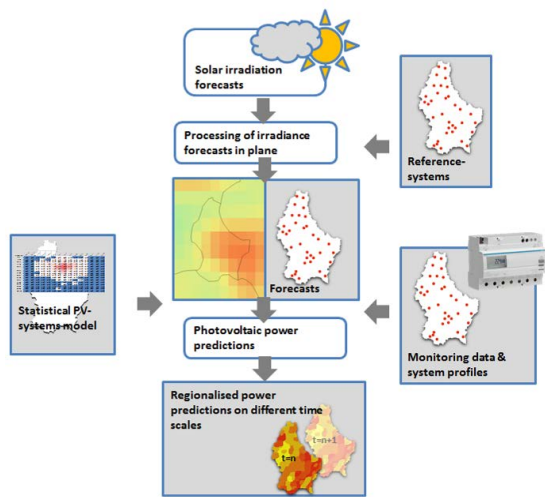 Solar irradiation
forecasts
Processing of irradiance
forecasts in plane
Reference-
systems
Forecasts
Statistical PV-
systems model
Photovoltaic power
predictions
Monitoring data &
system profiles
Regionalised power
predictions on different time
scales
t=n
t=n+1